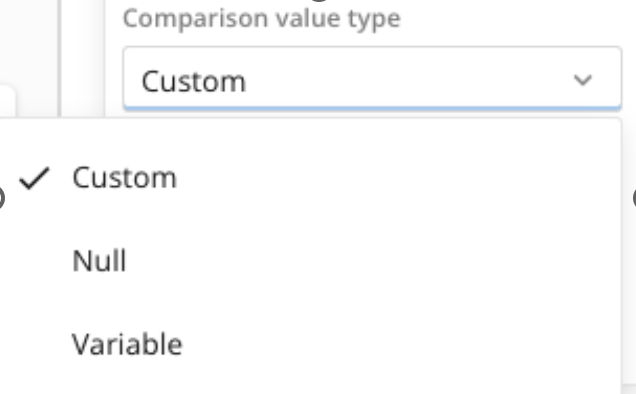 Comparison value type
Custom
Custom
Null
Variable